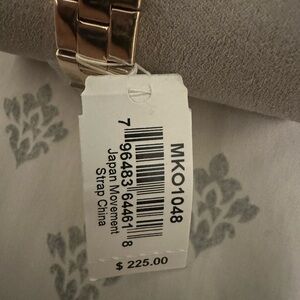 MKO1048
7 96483 64461 8
Japan Movement
Strap China
$ 225.00